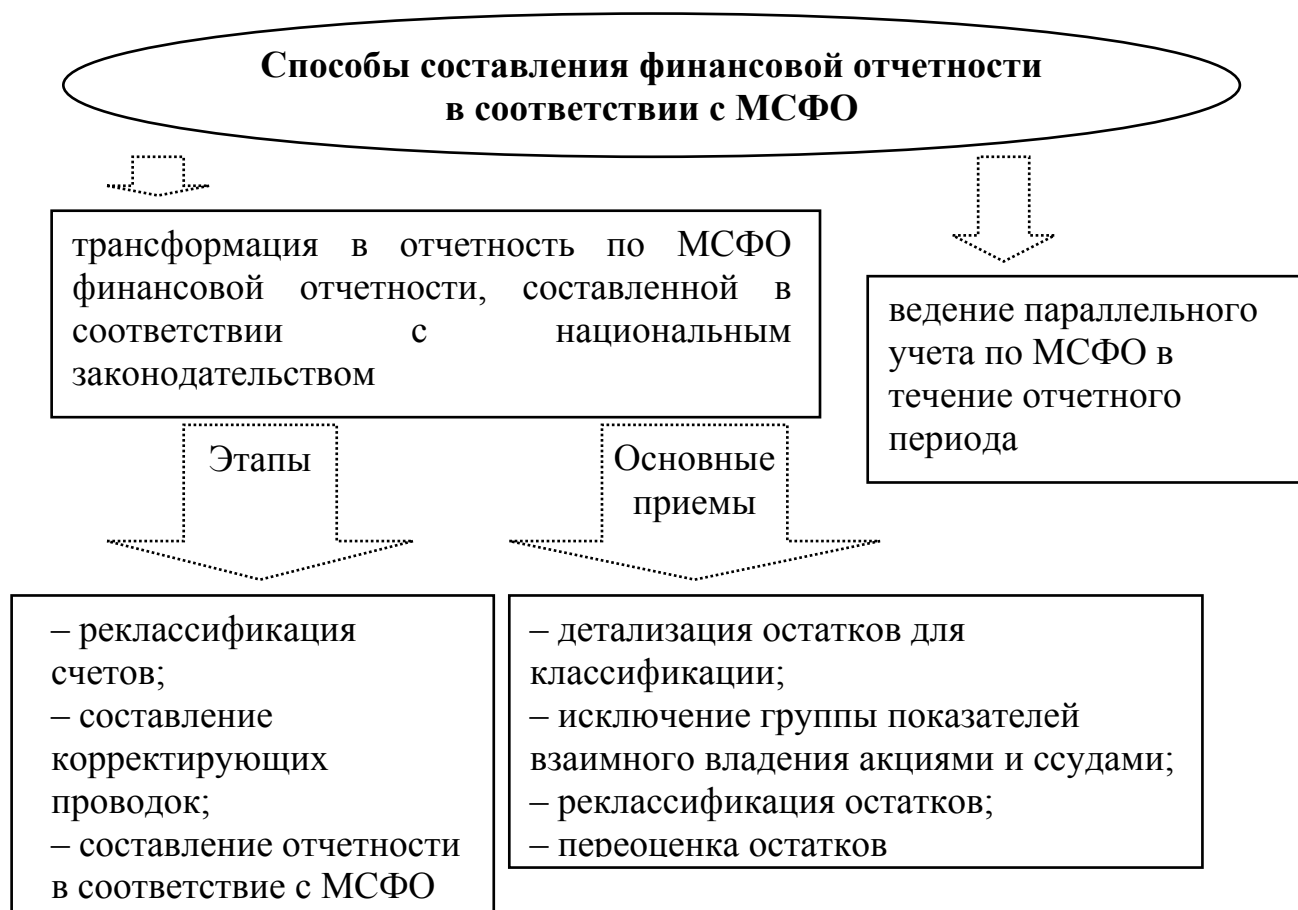 Способы составления финансовой отчетности
в соответствии с МСФО
трансформация в отчетность по МСФО
финансовой отчетности, составленной в
соответствии с национальным
законодательством
ведение параллельного
учета по МСФО в
течение отчетного
периода
Этапы
Основные
приемы
– реклассификация
счетов;
– составление
корректирующих
проводок;
– составление отчетности
в соответствие с МСФО
– детализация остатков для
классификации;
– исключение группы показателей
взаимного владения акциями и ссудами;
– реклассификация остатков;
– переоценка остатков